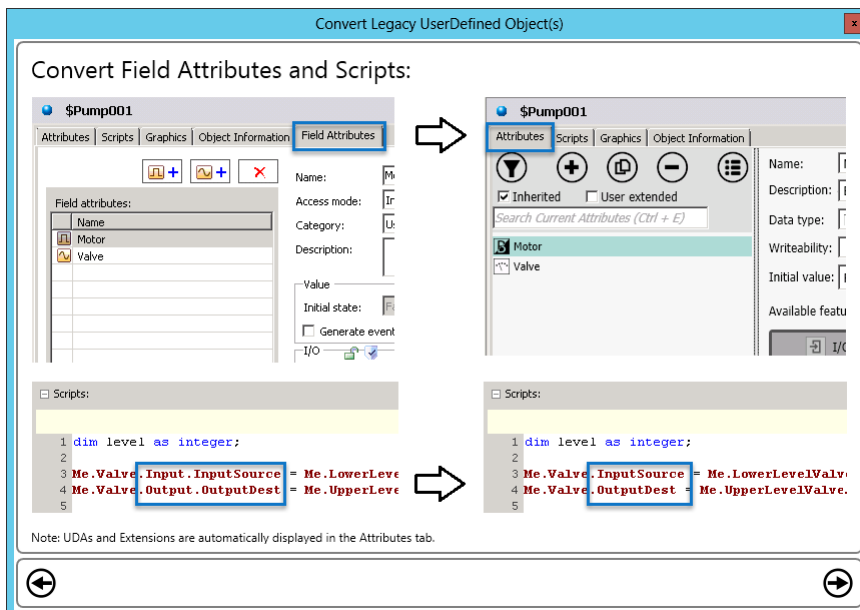 Convert Legacy UserDefined Object(s)
x
Convert Field Attributes and Scripts:
$Pump001
Attributes Scripts Graphics Object Information Field Attributes
Name:
Access mode:
Category:
Description:
Field attributes:
Name
Motor
Valve
Value
Initial state:
Generate event
I/O
$Pump001
Attributes Scripts Graphics Object Information
Inherited User extended
Search Current Attributes (Ctrl + E)
Motor
Valve
Name:
Description:
Data type:
Writeability:
Initial value:
Available featu
I/O
Scripts:
1 dim level as integer;
2
3 Me.Valve.Input.InputSource = Me.LowerLeve
4 Me.Valve.Output.OutputDest = Me.UpperLeve
5
Scripts:
1 dim level as integer;
2
3 Me.Valve.InputSource = Me.LowerLevelValv
4 Me.Valve.OutputDest = Me.UpperLevelValve.
5
Note: UDAs and Extensions are automatically displayed in the Attributes tab.